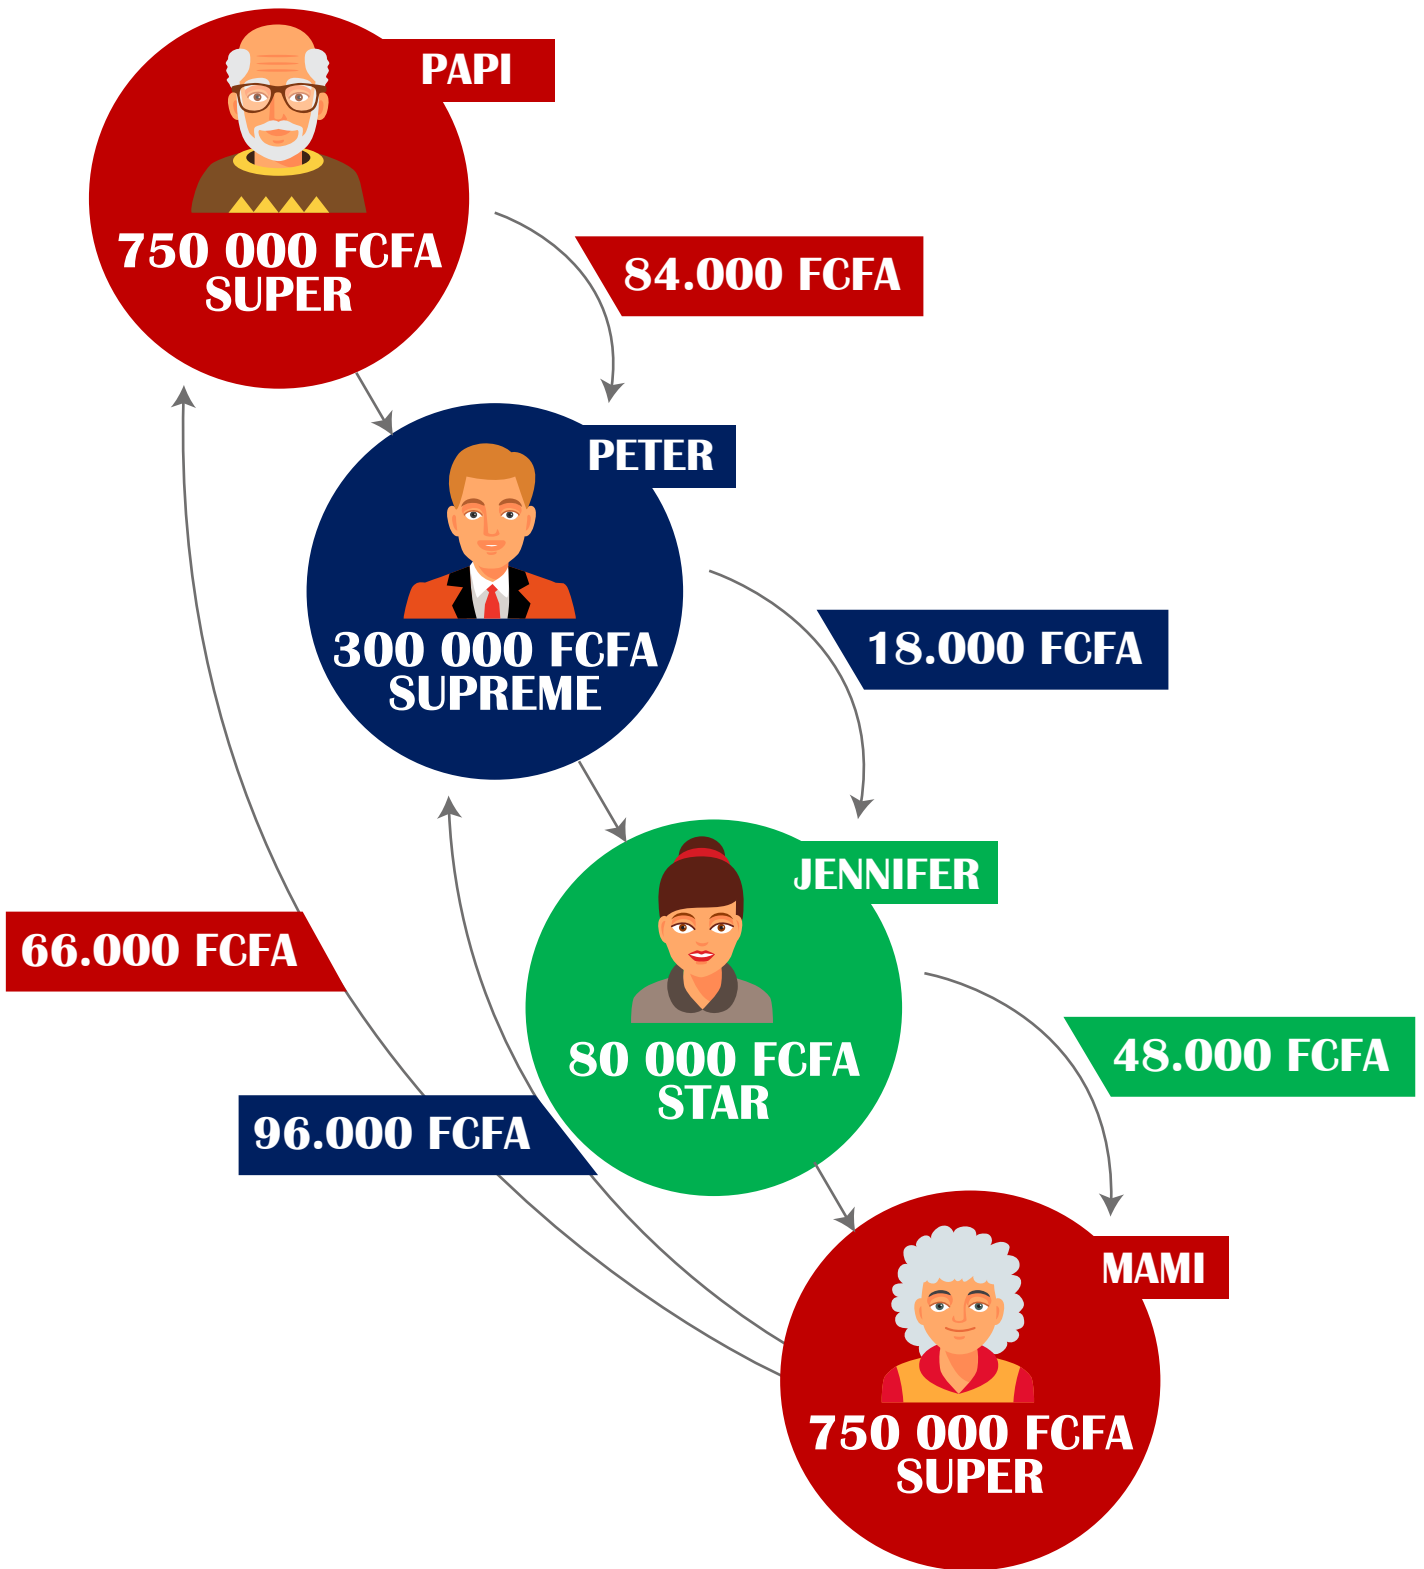 PAPI
750 000 FCFA
SUPER
84.000 FCFA
PETER
300 000 FCFA
SUPREME
18.000 FCFA
JENNIFER
80 000 FCFA
STAR
66.000 FCFA
48.000 FCFA
96.000 FCFA
MAMI
750 000 FCFA
SUPER